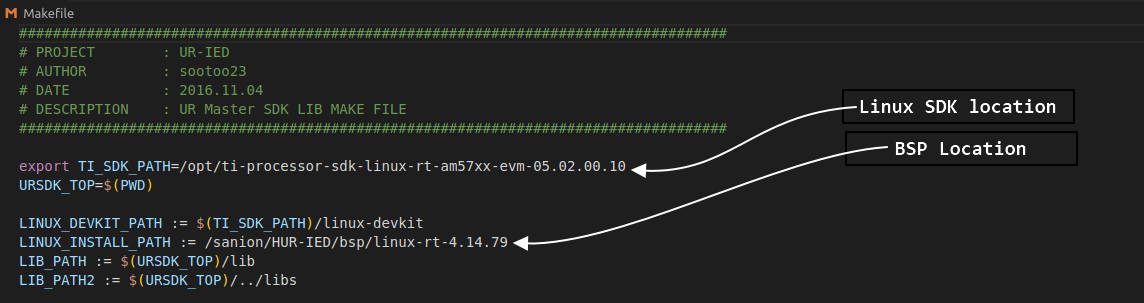 Makefile
####################################################################################
# PROJECT        : UR-IED
# AUTHOR         : sootoo23
# DATE           : 2016.11.04
# DESCRIPTION    : UR Master SDK LIB MAKE FILE
####################################################################################
Linux SDK location
BSP Location
export TI_SDK_PATH=/opt/ti-processor-sdk-linux-rt-am57xx-evm-05.02.00.10
URSDK_TOP=$(PWD)
LINUX_DEVKIT_PATH := $(TI_SDK_PATH)/linux-devkit
LINUX_INSTALL_PATH := /sanion/HUR-IED/bsp/linux-rt-4.14.79
LIB_PATH := $(URSDK_TOP)/lib
LIB_PATH2 := $(URSDK_TOP)/../libs